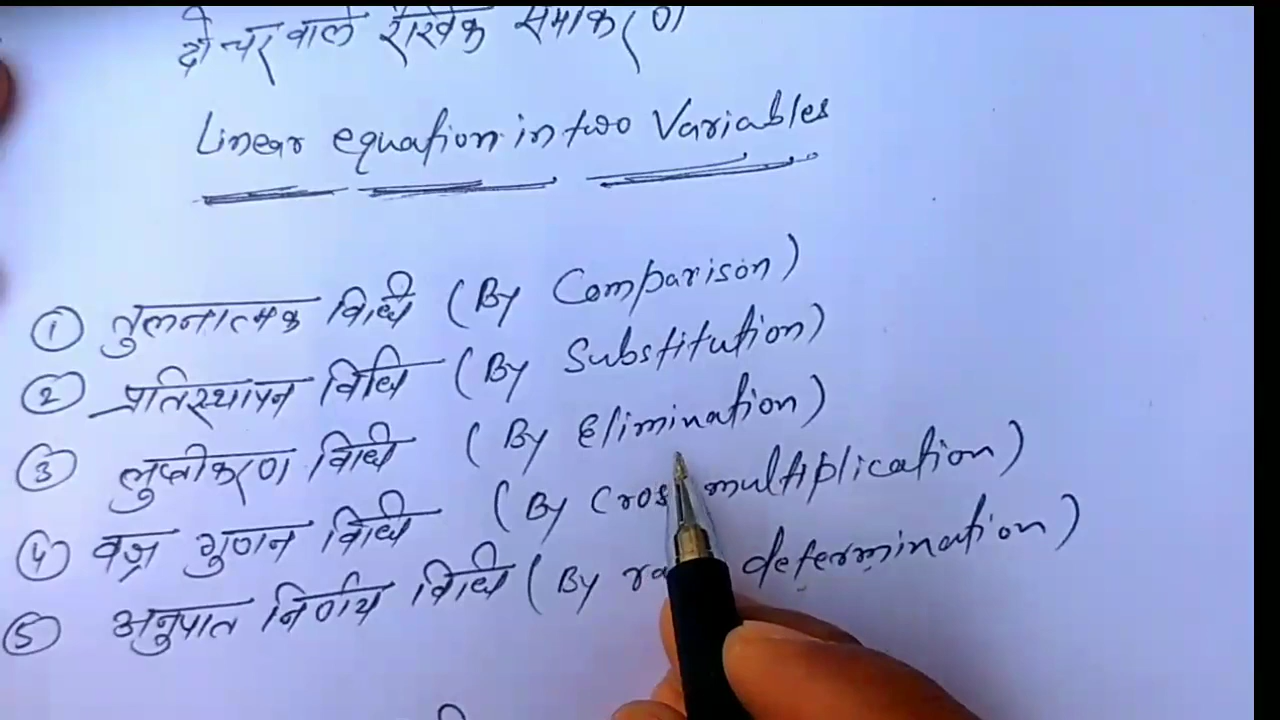 दो चर वाले रैखिक समीकरण
Linear equation in two Variables
① तुलनात्मक विधि (By Comparison)
② प्रतिस्थापन विधि (By Substitution)
③ लुप्तीकरण विधि (By Elimination)
④ वज्र गुणन विधि (By Cros multiplication)
⑤ अनुपात निर्णय विधि (By determination)